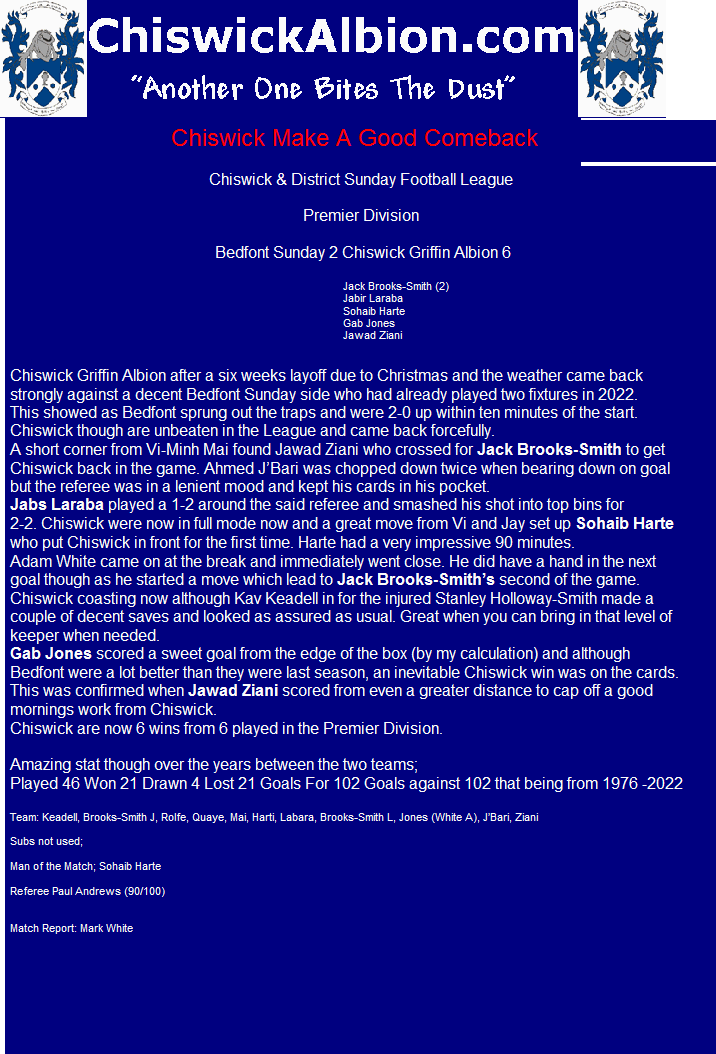 ChiswickAlbion.com
“Another One Bites The Dust”
Chiswick Make A Good Comeback
Chiswick & District Sunday Football League
Premier Division
Bedfont Sunday 2 Chiswick Griffin Albion 6
Jack Brooks-Smith (2)
Jabir Laraba
Sohaib Harte
Gab Jones
Jawad Ziani
Chiswick Griffin Albion after a six weeks layoff due to Christmas and the weather came back
strongly against a decent Bedfont Sunday side who had already played two fixtures in 2022.
This showed as Bedfont sprung out the traps and were 2-0 up within ten minutes of the start.
Chiswick though are unbeaten in the League and came back forcefully.
A short corner from Vi-Minh Mai found Jawad Ziani who crossed for Jack Brooks-Smith to get
Chiswick back in the game. Ahmed J’Bari was chopped down twice when bearing down on goal
but the referee was in a lenient mood and kept his cards in his pocket.
Jabs Laraba played a 1-2 around the said referee and smashed his shot into top bins for
2-2. Chiswick were now in full mode now and a great move from Vi and Jay set up Sohaib Harte
who put Chiswick in front for the first time. Harte had a very impressive 90 minutes.
Adam White came on at the break and immediately went close. He did have a hand in the next
goal though as he started a move which lead to Jack Brooks-Smith’s second of the game.
Chiswick coasting now although Kav Keadell in for the injured Stanley Holloway-Smith made a
couple of decent saves and looked as assured as usual. Great when you can bring in that level of
keeper when needed.
Gab Jones scored a sweet goal from the edge of the box (by my calculation) and although
Bedfont were a lot better than they were last season, an inevitable Chiswick win was on the cards.
This was confirmed when Jawad Ziani scored from even a greater distance to cap off a good
mornings work from Chiswick.
Chiswick are now 6 wins from 6 played in the Premier Division.
Amazing stat though over the years between the two teams;
Played 46 Won 21 Drawn 4 Lost 21 Goals For 102 Goals against 102 that being from 1976 -2022
Team: Keadell, Brooks-Smith J, Rolfe, Quaye, Mai, Harti, Labara, Brooks-Smith L, Jones (White A), J'Bari, Ziani
Subs not used;
Man of the Match; Sohaib Harte
Referee Paul Andrews (90/100)
Match Report: Mark White